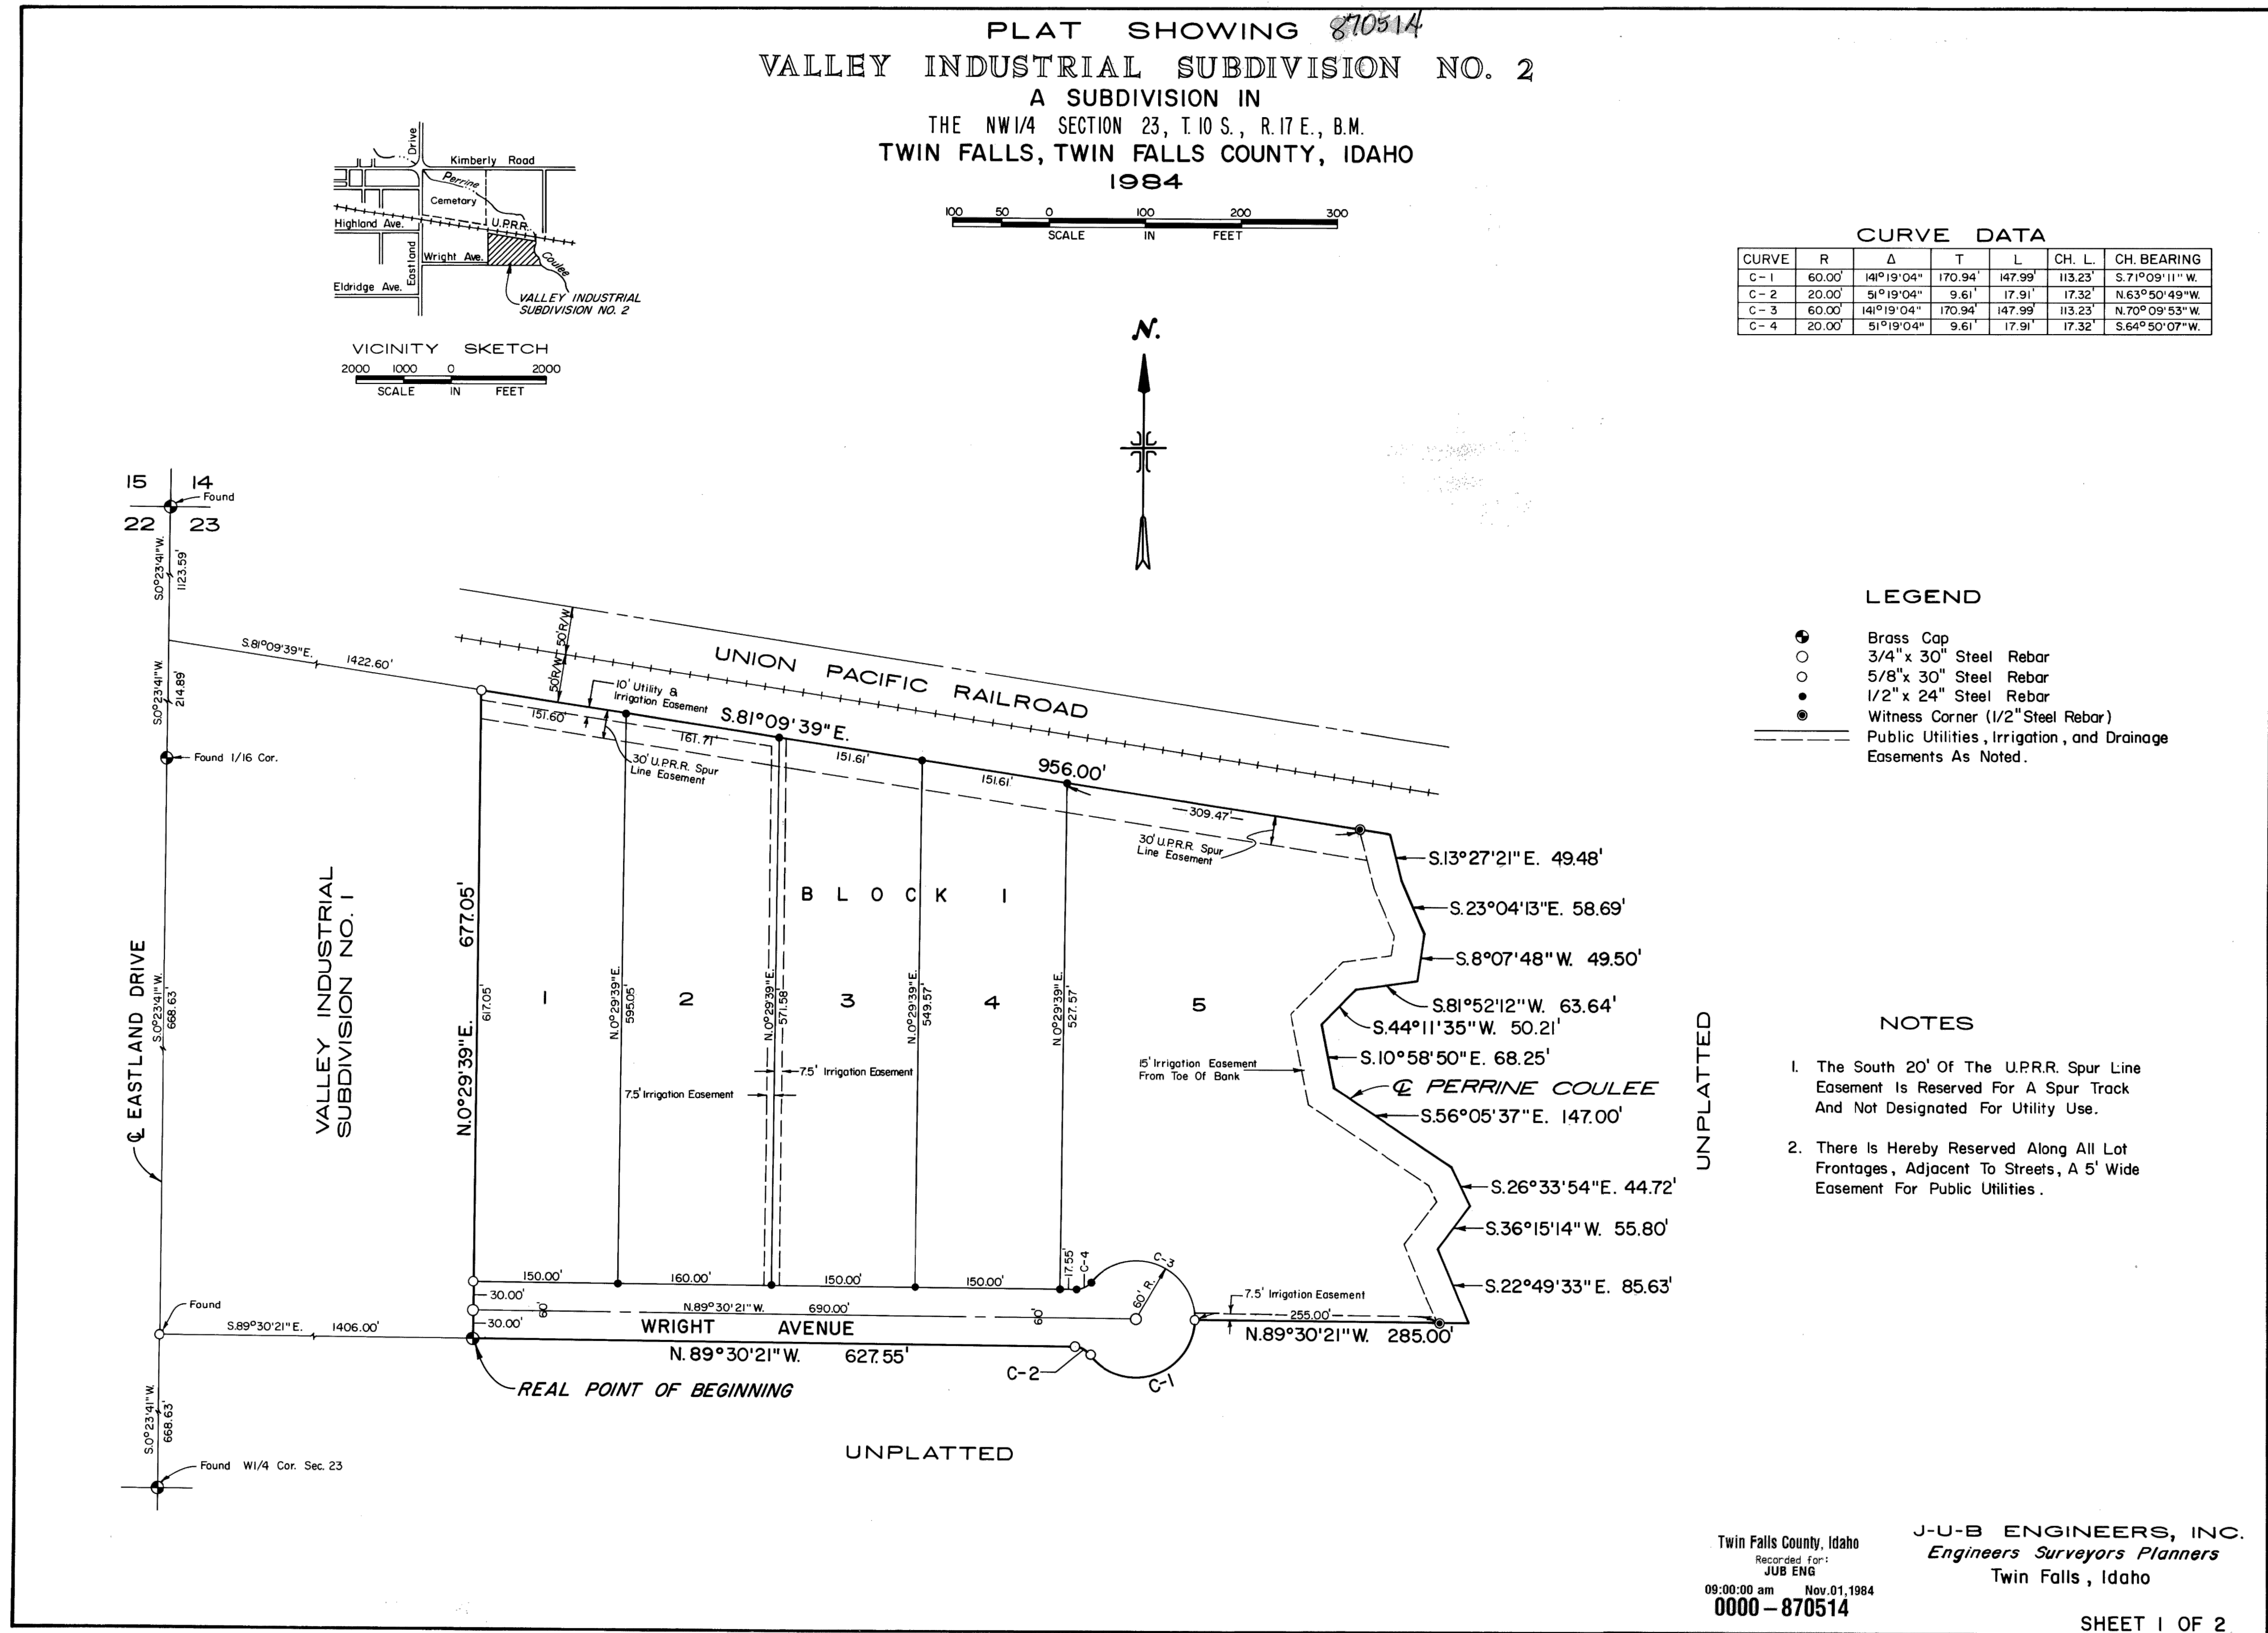 PLAT SHOWING 870514
VALLEY INDUSTRIAL SUBDIVISION NO. 2
A SUBDIVISION IN
THE NW1/4 SECTION 23, T. 10 S., R. 17 E., B.M.
TWIN FALLS, TWIN FALLS COUNTY, IDAHO
1984
100 50 0 100 200 300
SCALE IN FEET
Drive
Kimberly Road
Perrine
Cemetary
U.P.R.R.
Highland Ave.
Eastland
Wright Ave.
Coulee
Eldridge Ave.
VALLEY INDUSTRIAL
SUBDIVISION NO. 2
VICINITY SKETCH
2000 1000 0 2000
SCALE IN FEET
CURVE DATA
CURVE R Δ T L CH. L. CH. BEARING
C-1 60.00' 141°19'04" 170.94' 147.99' 113.23' S.71°09'11"W.
C-2 20.00' 51°19'04" 9.61' 17.91' 17.32' N.63°50'49"W.
C-3 60.00' 141°19'04" 170.94' 147.99' 113.23' N.70°09'53"W.
C-4 20.00' 51°19'04" 9.61' 17.91' 17.32' S.64°50'07"W.
N.
15 14
Found
22 23
S.0°23'41"W.
1123.59'
S.81°09'39"E. 1422.60'
S.0°23'41"W.
214.89'
Found 1/16 Cor.
50' R/W
50' R/W
UNION PACIFIC RAILROAD
10' Utility &
Irrigation Easement
S.81°09'39"E.
956.00'
151.60'
161.71'
151.61'
151.61'
309.47'
30' U.P.R.R. Spur
Line Easement
30' U.P.R.R. Spur
Line Easement
LEGEND
Brass Cap
3/4" x 30" Steel Rebar
5/8" x 30" Steel Rebar
1/2" x 24" Steel Rebar
Witness Corner (1/2" Steel Rebar)
Public Utilities, Irrigation, and Drainage
Easements As Noted.
S.13°27'21"E. 49.48'
S.23°04'13"E. 58.69'
S.8°07'48"W. 49.50'
S.81°52'12"W. 63.64'
S.44°11'35"W. 50.21'
S.10°58'50"E. 68.25'
℄ PERRINE COULEE
S.56°05'37"E. 147.00'
S.26°33'54"E. 44.72'
S.36°15'14"W. 55.80'
S.22°49'33"E. 85.63'
UNPLATTED
BLOCK 1
1 2 3 4 5
℄ EASTLAND DRIVE
S.0°23'41"W.
668.63'
VALLEY INDUSTRIAL
SUBDIVISION NO. 1
N.0°29'39"E. 677.05'
617.05'
N.0°29'39"E.
595.05'
N.0°29'39"E.
571.58'
N.0°29'39"E.
549.57'
N.0°29'39"E.
527.57'
7.5' Irrigation Easement
7.5' Irrigation Easement
15' Irrigation Easement
From Toe Of Bank
NOTES
1. The South 20' Of The U.P.R.R. Spur Line
Easement Is Reserved For A Spur Track
And Not Designated For Utility Use.
2. There Is Hereby Reserved Along All Lot
Frontages, Adjacent To Streets, A 5' Wide
Easement For Public Utilities.
150.00' 160.00' 150.00' 150.00' 17.55' C-4 C-3
30.00'
60'
N.89°30'21"W. 690.00'
60'
60' R.
30.00'
WRIGHT AVENUE
N.89°30'21"W. 627.55'
C-2
C-1
7.5' Irrigation Easement
255.00'
N.89°30'21"W. 285.00'
Found
S.89°30'21"E. 1406.00'
REAL POINT OF BEGINNING
S.0°23'41"W.
668.63'
Found W1/4 Cor. Sec. 23
UNPLATTED
Twin Falls County, Idaho
Recorded for:
JUB ENG
09:00:00 am Nov.01,1984
0000-870514
J-U-B ENGINEERS, INC.
Engineers Surveyors Planners
Twin Falls, Idaho
SHEET 1 OF 2